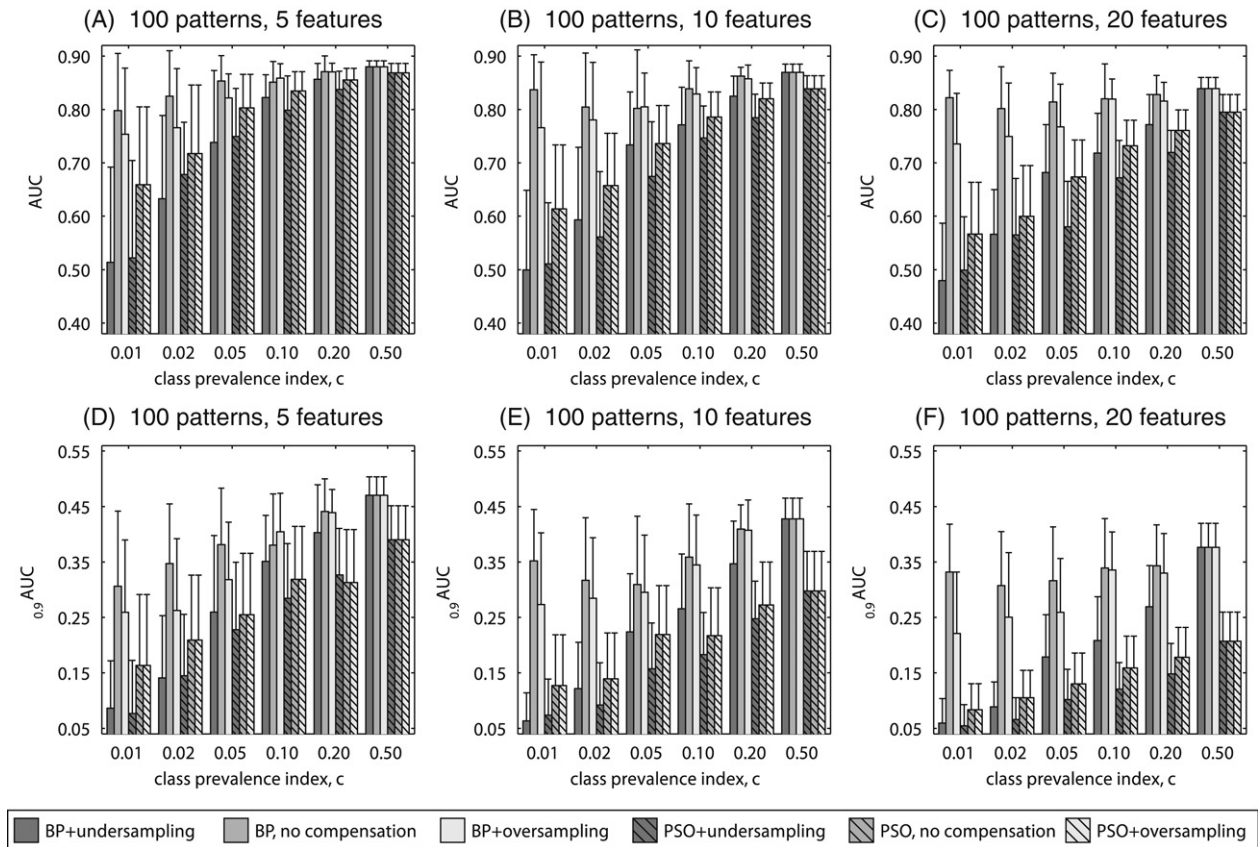 (A) 100 patterns, 5 features
(B) 100 patterns, 10 features
(C) 100 patterns, 20 features
AUC
0.90
0.80
0.70
0.60
0.50
0.40
0.01 0.02 0.05 0.10 0.20 0.50
class prevalence index, c
AUC
0.90
0.80
0.70
0.60
0.50
0.40
0.01 0.02 0.05 0.10 0.20 0.50
class prevalence index, c
AUC
0.90
0.80
0.70
0.60
0.50
0.40
0.01 0.02 0.05 0.10 0.20 0.50
class prevalence index, c
(D) 100 patterns, 5 features
(E) 100 patterns, 10 features
(F) 100 patterns, 20 features
0.9AUC
0.55
0.45
0.35
0.25
0.15
0.05
0.01 0.02 0.05 0.10 0.20 0.50
class prevalence index, c
0.9AUC
0.55
0.45
0.35
0.25
0.15
0.05
0.01 0.02 0.05 0.10 0.20 0.50
class prevalence index, c
0.9AUC
0.55
0.45
0.35
0.25
0.15
0.05
0.01 0.02 0.05 0.10 0.20 0.50
class prevalence index, c
BP+undersampling BP, no compensation BP+oversampling PSO+undersampling PSO, no compensation PSO+oversampling